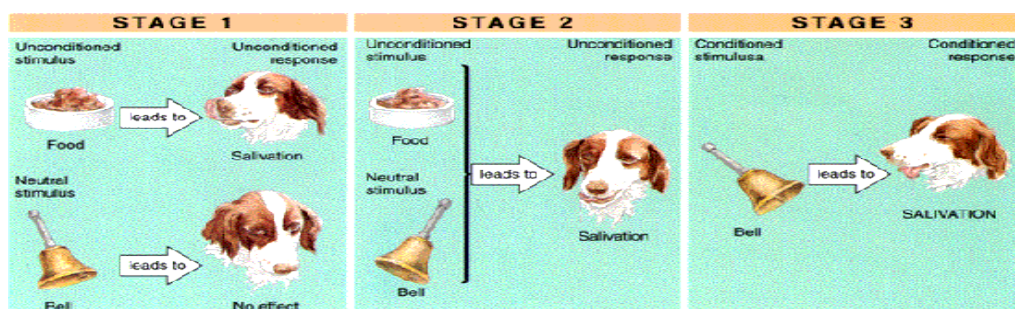 STAGE 1
Unconditioned
stimulus
Unconditioned
response
leads to
Food
Salivation
Neutral
stimulus
leads to
Bell
No effect
STAGE 2
Unconditioned
stimulus
Unconditioned
response
Food
Neutral
stimulus
leads to
Salivation
Bell
STAGE 3
Conditioned
stimulusa
Conditioned
response
leads to
Bell
SALIVATION